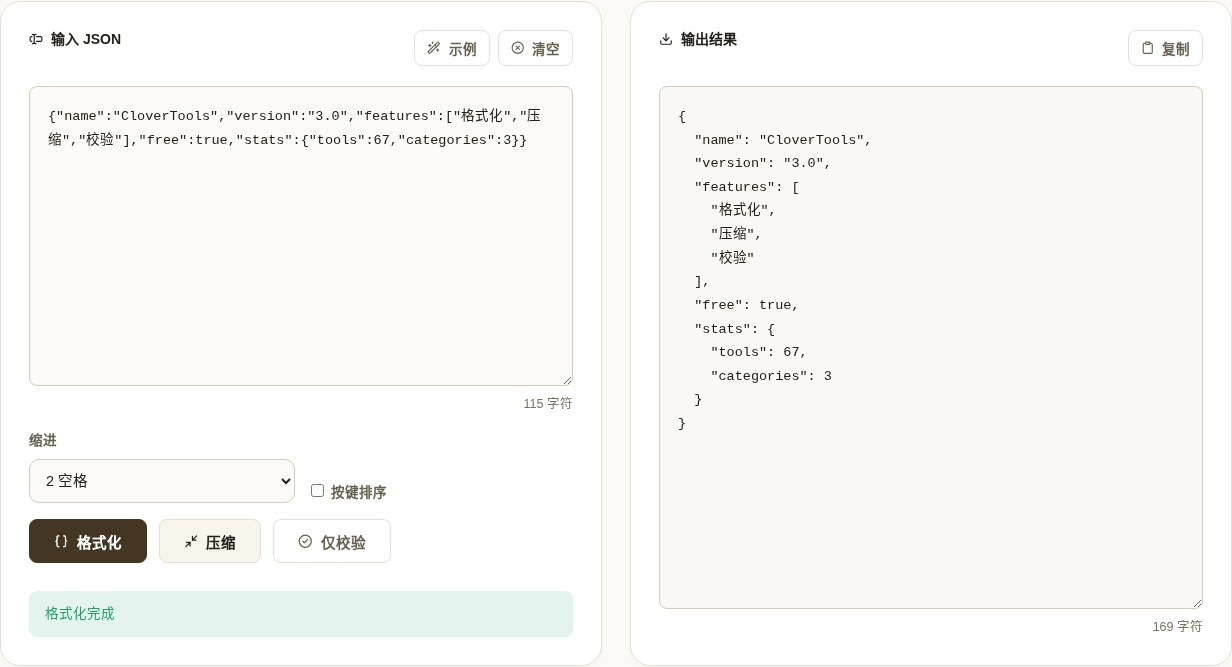 输入 JSON
示例
清空
{"name":"CloverTools","version":"3.0","features":["格式化","压
缩","校验"],"free":true,"stats":{"tools":67,"categories":3}}
115 字符
缩进
2 空格
按键排序
格式化
压缩
仅校验
格式化完成
输出结果
复制
{
  "name": "CloverTools",
  "version": "3.0",
  "features": [
    "格式化",
    "压缩",
    "校验"
  ],
  "free": true,
  "stats": {
    "tools": 67,
    "categories": 3
  }
}
169 字符